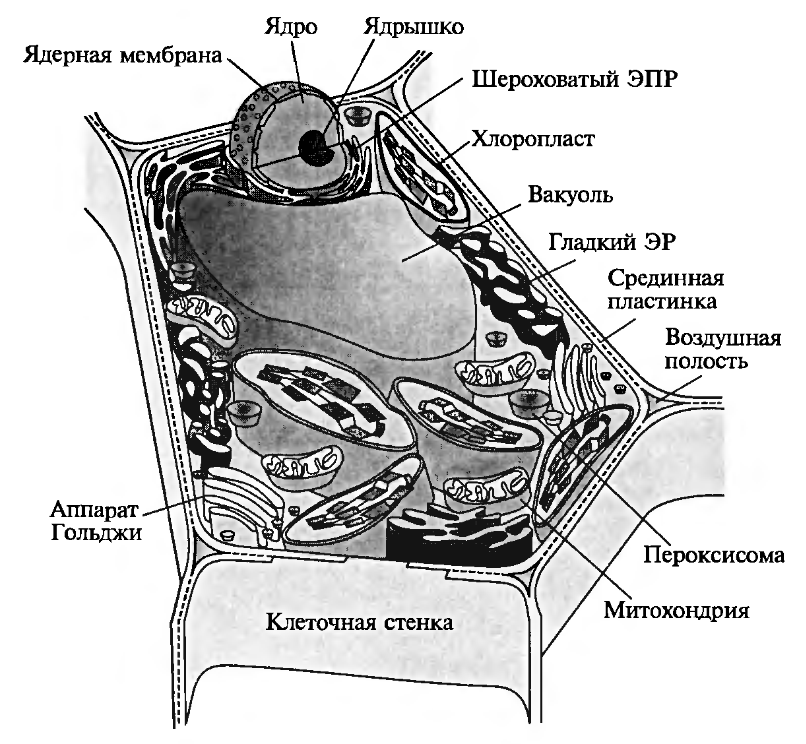 Ядро
Ядрышко
Ядерная мембрана
Шероховатый ЭПР
Хлоропласт
Вакуоль
Гладкий ЭР
Срединная
пластинка
Воздушная
полость
Аппарат
Гольджи
Пероксисома
Митохондрия
Клеточная стенка